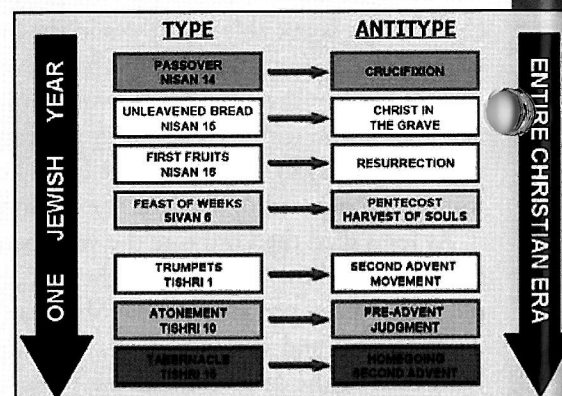 TYPE
ANTITYPE
PASSOVER
NISAN 14
CRUCIFIXION
UNLEAVENED BREAD
NISAN 15
CHRIST IN
THE GRAVE
FIRST FRUITS
NISAN 16
RESURRECTION
FEAST OF WEEKS
SIVAN 6
PENTECOST
HARVEST OF SOULS
TRUMPETS
TISHRI 1
SECOND ADVENT
MOVEMENT
ATONEMENT
TISHRI 10
PRE-ADVENT
JUDGMENT
TABERNACLE
TISHRI 15
HOMEGOING
SECOND ADVENT
ONE JEWISH YEAR
ENTIRE CHRISTIAN ERA